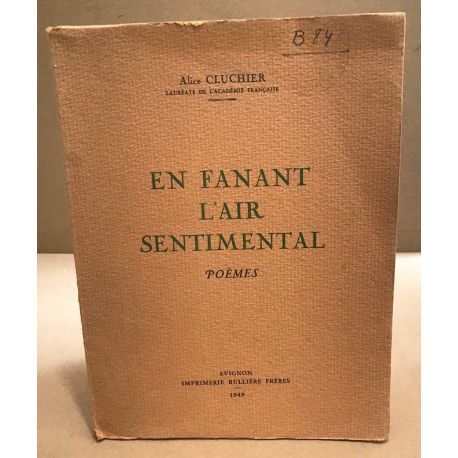 B 84
Alice CLUCHIER
LAURÉATE DE L'ACADÉMIE FRANÇAISE
EN FANANT
L'AIR
SENTIMENTAL
POÈMES
AVIGNON
IMPRIMERIE RULLIÈRE FRÈRES
1949